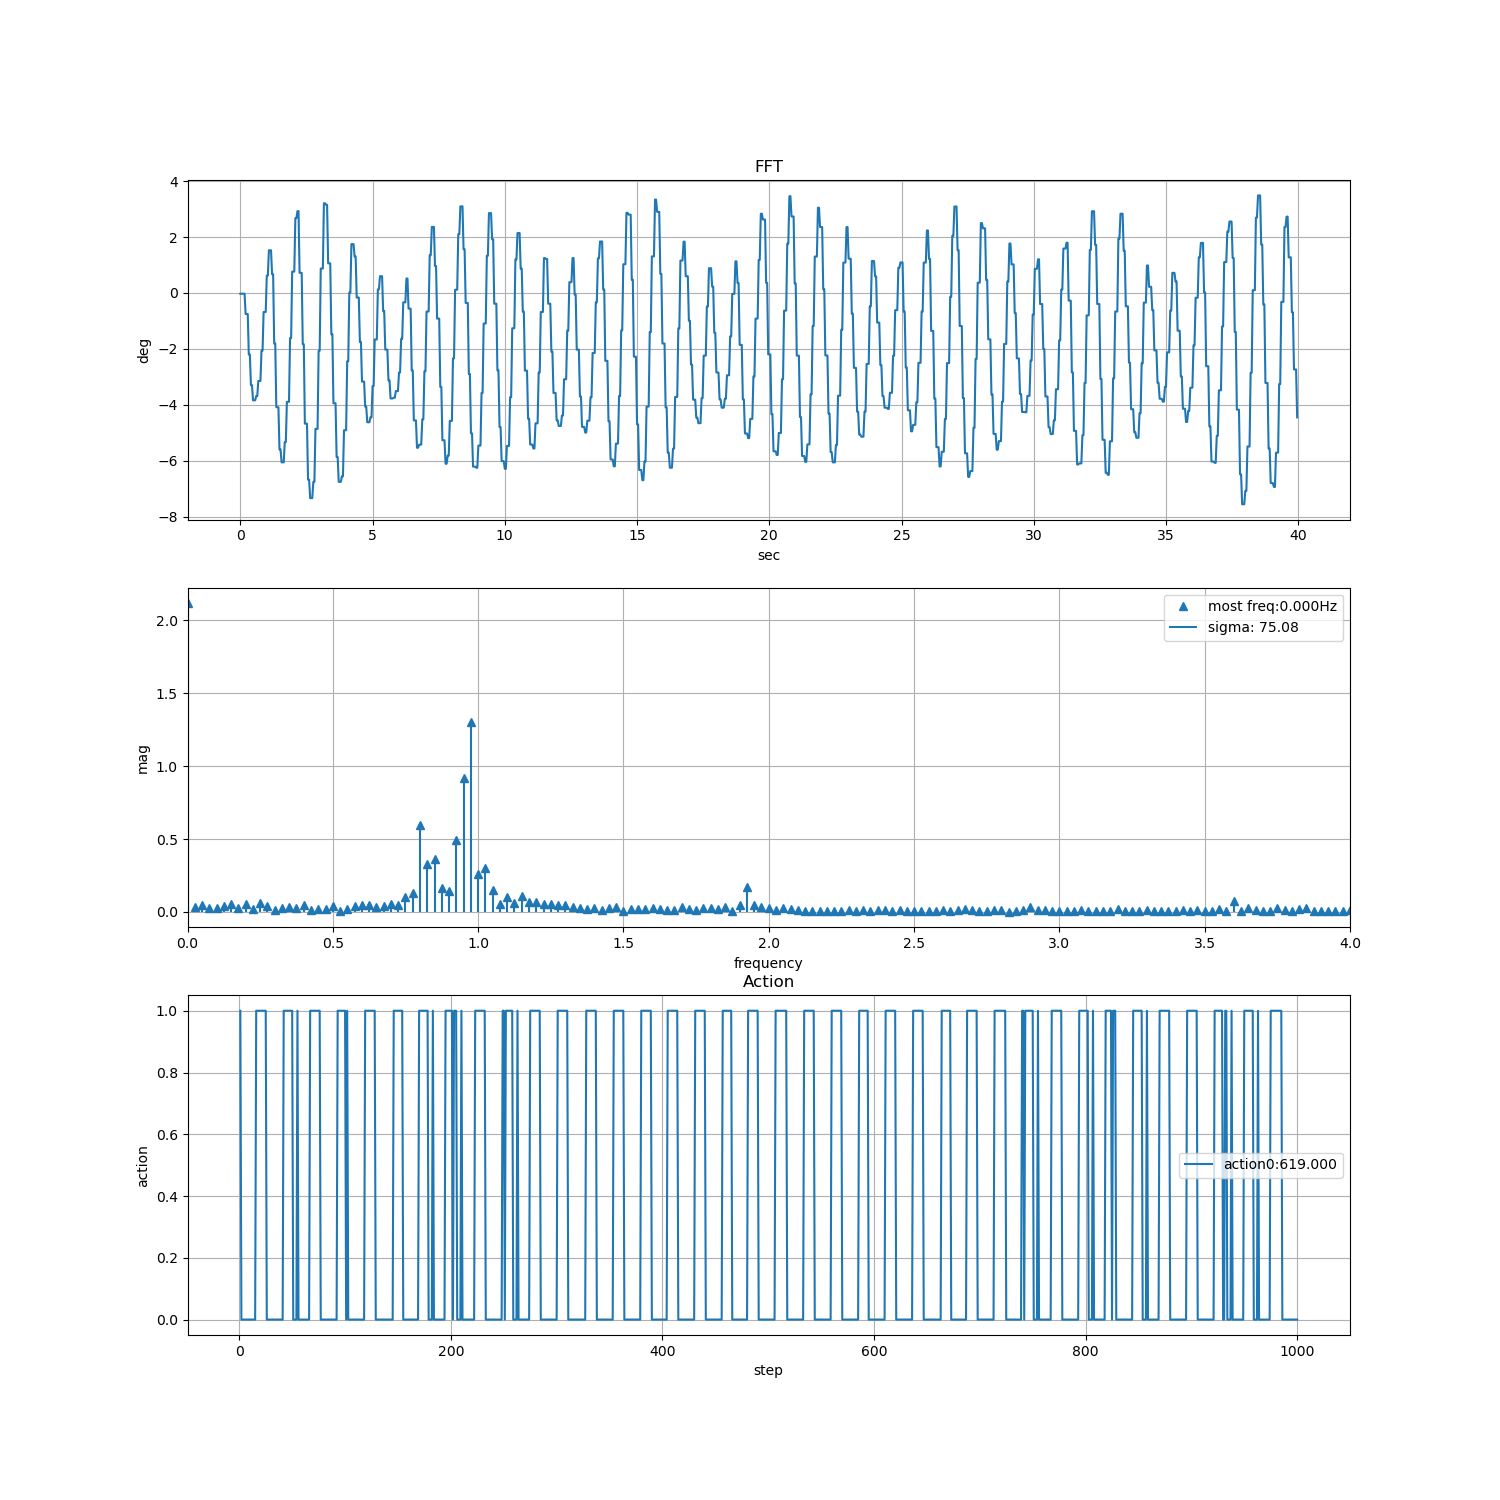 FFT
4
2
0
−2
−4
−6
−8
deg
0 5 10 15 20 25 30 35 40
sec
2.0
1.5
1.0
0.5
0.0
mag
most freq:0.000Hz
sigma: 75.08
0.0 0.5 1.0 1.5 2.0 2.5 3.0 3.5 4.0
frequency
Action
1.0
0.8
0.6
0.4
0.2
0.0
action
action0:619.000
0 200 400 600 800 1000
step